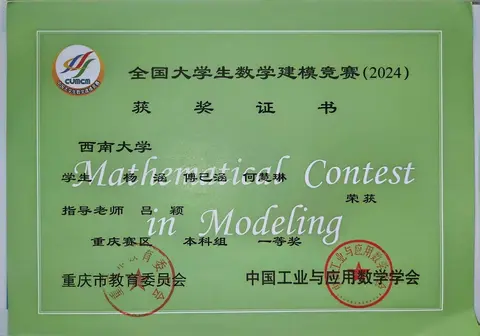 CUMCM
全国大学生数学建模竞赛(2024)
获奖证书
西南大学
Mathematical Contest
学生 杨涵 傅已涵 何慧琳
荣获
指导老师 吕颖
in Modeling
重庆赛区 本科组 一等奖
重庆市教育委员会
中国工业与应用数学学会